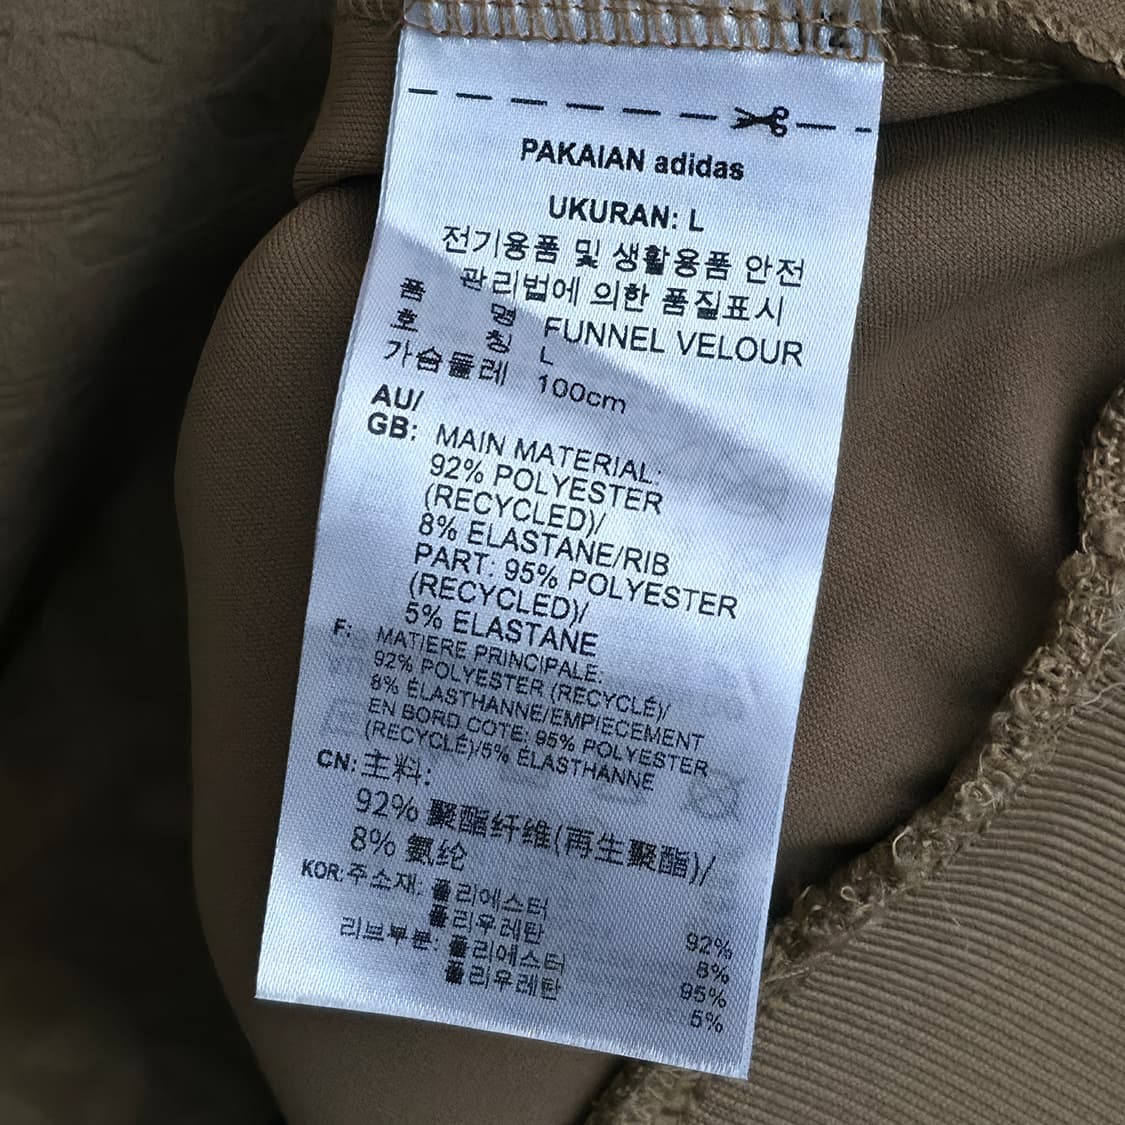 PAKAIAN adidas
UKURAN: L
전기용품 및 생활용품 안전
관리법에 의한 품질표시
품 명 FUNNEL VELOUR
호 칭 L
가슴둘레 100cm
AU/
GB: MAIN MATERIAL:
92% POLYESTER
(RECYCLED)/
8% ELASTANE/RIB
PART: 95% POLYESTER
(RECYCLED)/
5% ELASTANE
F: MATIERE PRINCIPALE:
92% POLYESTER (RECYCLÉ)/
8% ÉLASTHANNE/EMPIECEMENT
EN BORD COTE: 95% POLYESTER
(RECYCLÉ)/5% ÉLASTHANNE
CN: 主料:
92% 聚酯纤维(再生聚酯)/
8% 氨纶
KOR: 주소재: 폴리에스터 92%
폴리우레탄 8%
리브부분: 폴리에스터 95%
폴리우레탄 5%